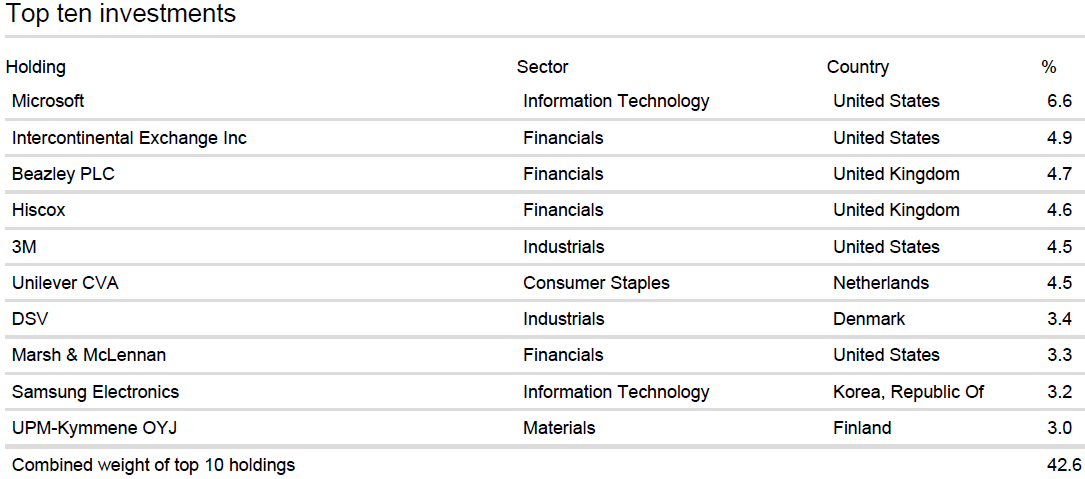 Top ten investments
Holding Sector Country %
Microsoft Information Technology United States 6.6
Intercontinental Exchange Inc Financials United States 4.9
Beazley PLC Financials United Kingdom 4.7
Hiscox Financials United Kingdom 4.6
3M Industrials United States 4.5
Unilever CVA Consumer Staples Netherlands 4.5
DSV Industrials Denmark 3.4
Marsh & McLennan Financials United States 3.3
Samsung Electronics Information Technology Korea, Republic Of 3.2
UPM-Kymmene OYJ Materials Finland 3.0
Combined weight of top 10 holdings 42.6